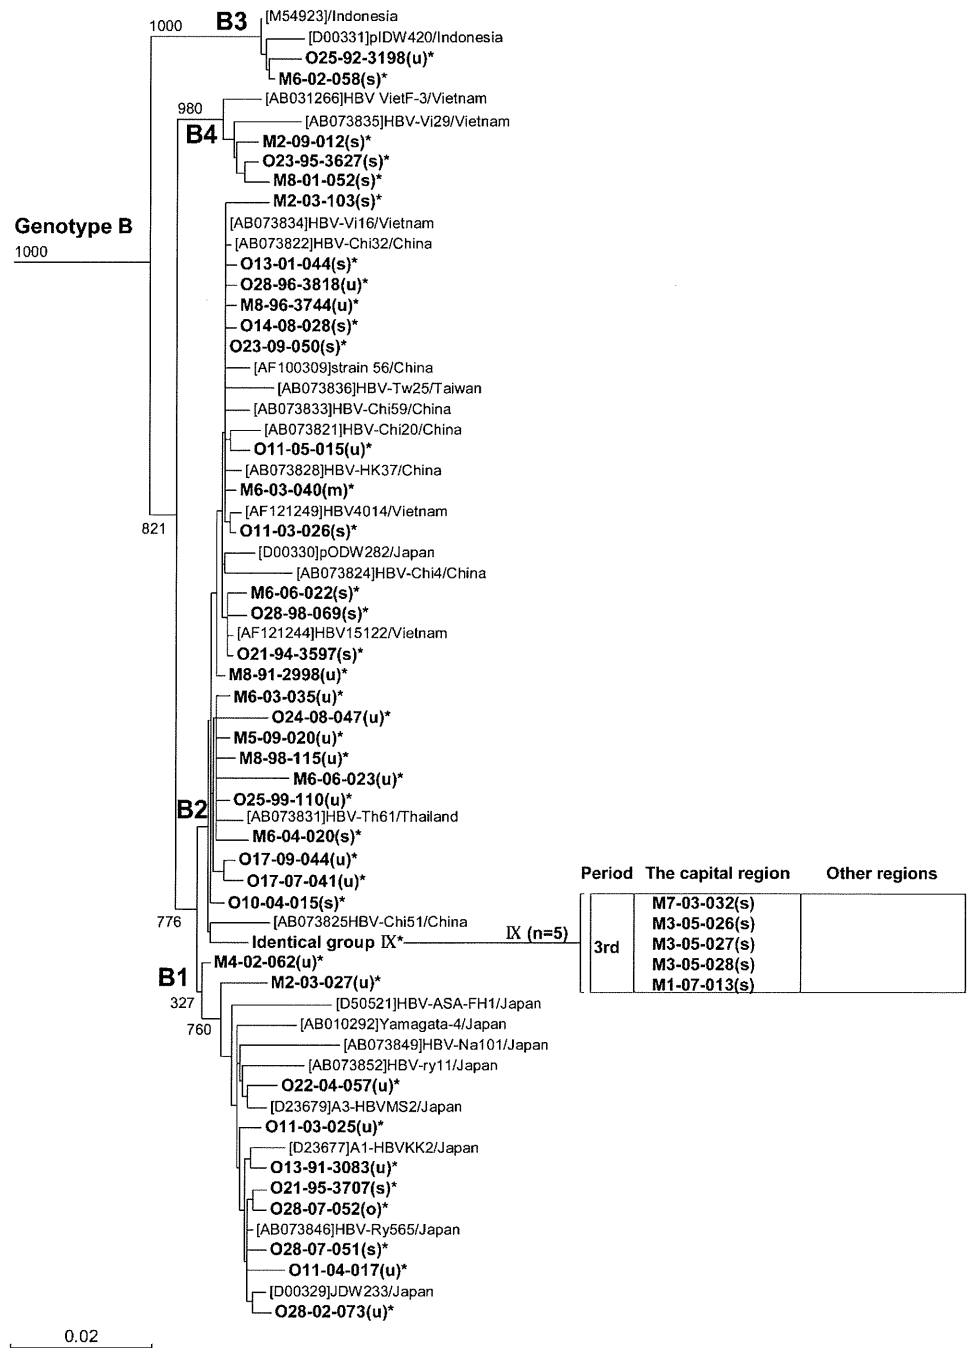 1000
B3
[M54923]/Indonesia
[D00331]pIDW420/Indonesia
O25-92-3198(u)*
M6-02-058(s)*
980
[AB031266]HBV VietF-3/Vietnam
B4
[AB073835]HBV-Vi29/Vietnam
M2-09-012(s)*
O23-95-3627(s)*
M8-01-052(s)*
M2-03-103(s)*
Genotype B
1000
[AB073834]HBV-Vi16/Vietnam
[AB073822]HBV-Chi32/China
O13-01-044(s)*
O28-96-3818(u)*
M8-96-3744(u)*
O14-08-028(s)*
O23-09-050(s)*
[AF100309]strain 56/China
[AB073836]HBV-Tw25/Taiwan
[AB073833]HBV-Chi59/China
[AB073821]HBV-Chi20/China
O11-05-015(u)*
[AB073828]HBV-HK37/China
M6-03-040(m)*
[AF121249]HBV4014/Vietnam
821
O11-03-026(s)*
[D00330]pODW282/Japan
[AB073824]HBV-Chi4/China
M6-06-022(s)*
O28-98-069(s)*
[AF121244]HBV15122/Vietnam
O21-94-3597(s)*
M8-91-2998(u)*
M6-03-035(u)*
O24-08-047(u)*
M5-09-020(u)*
M8-98-115(u)*
M6-06-023(u)*
B2
O25-99-110(u)*
[AB073831]HBV-Th61/Thailand
M6-04-020(s)*
O17-09-044(u)*
O17-07-041(u)*
O10-04-015(s)*
776
[AB073825HBV-Chi51/China
Identical group IX*
IX (n=5)
Period The capital region Other regions
3rd
M7-03-032(s)
M3-05-026(s)
M3-05-027(s)
M3-05-028(s)
M1-07-013(s)
M4-02-062(u)*
B1
M2-03-027(u)*
327
[D50521]HBV-ASA-FH1/Japan
760
[AB010292]Yamagata-4/Japan
[AB073849]HBV-Na101/Japan
[AB073852]HBV-ry11/Japan
O22-04-057(u)*
[D23679]A3-HBVMS2/Japan
O11-03-025(u)*
[D23677]A1-HBVKK2/Japan
O13-91-3083(u)*
O21-95-3707(s)*
O28-07-052(o)*
[AB073846]HBV-Ry565/Japan
O28-07-051(s)*
O11-04-017(u)*
[D00329]JDW233/Japan
O28-02-073(u)*
0.02